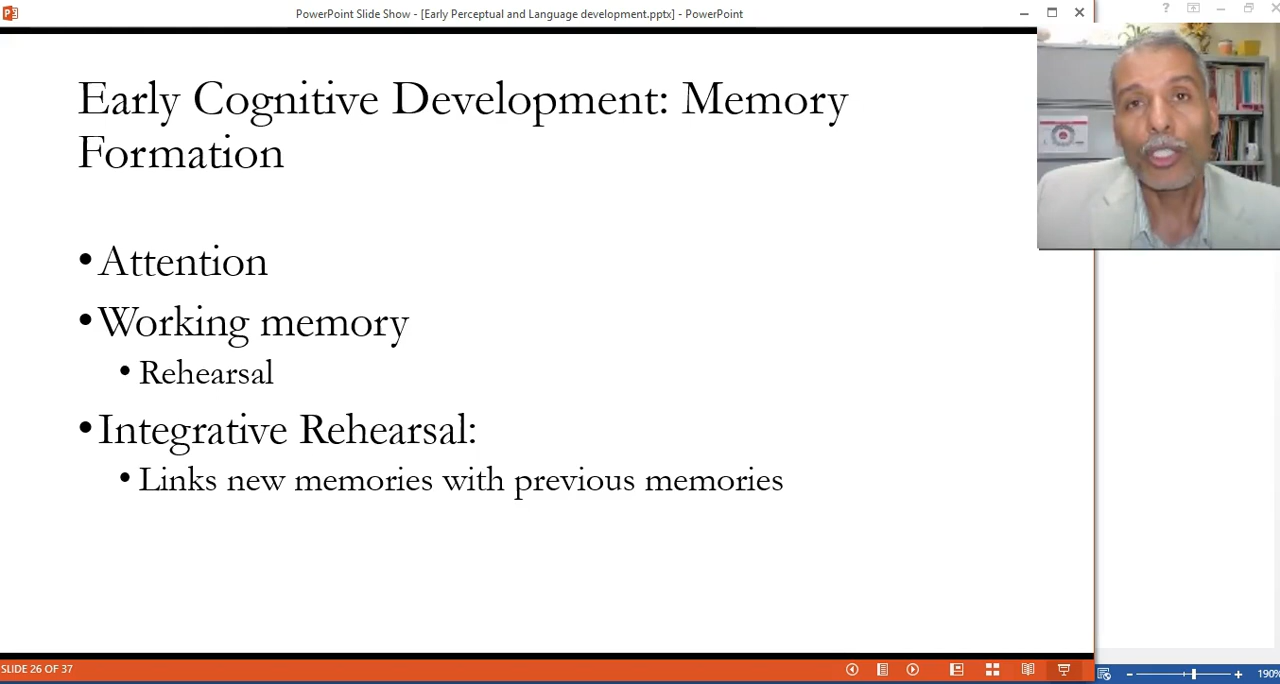 PowerPoint Slide Show - [Early Perceptual and Language development.pptx] - PowerPoint
Early Cognitive Development: Memory
Formation
•Attention
•Working memory
•Rehearsal
•Integrative Rehearsal:
•Links new memories with previous memories
SLIDE 26 OF 37
190%